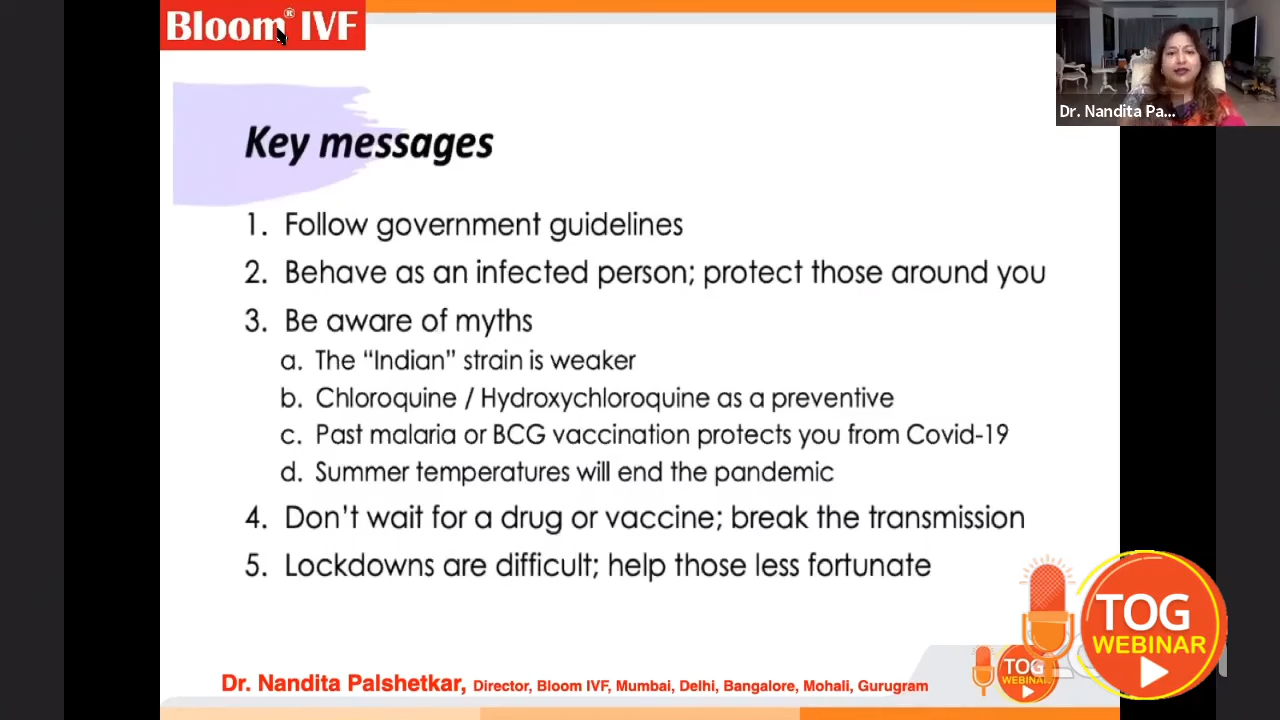 Bloom® IVF
Dr. Nandita Pa...
Key messages
1. Follow government guidelines
2. Behave as an infected person; protect those around you
3. Be aware of myths
a. The “Indian” strain is weaker
b. Chloroquine / Hydroxychloroquine as a preventive
c. Past malaria or BCG vaccination protects you from Covid-19
d. Summer temperatures will end the pandemic
4. Don’t wait for a drug or vaccine; break the transmission
5. Lockdowns are difficult; help those less fortunate
TOG
WEBINAR
TOG
WEBINAR
Dr. Nandita Palshetkar, Director, Bloom IVF, Mumbai, Delhi, Bangalore, Mohali, Gurugram